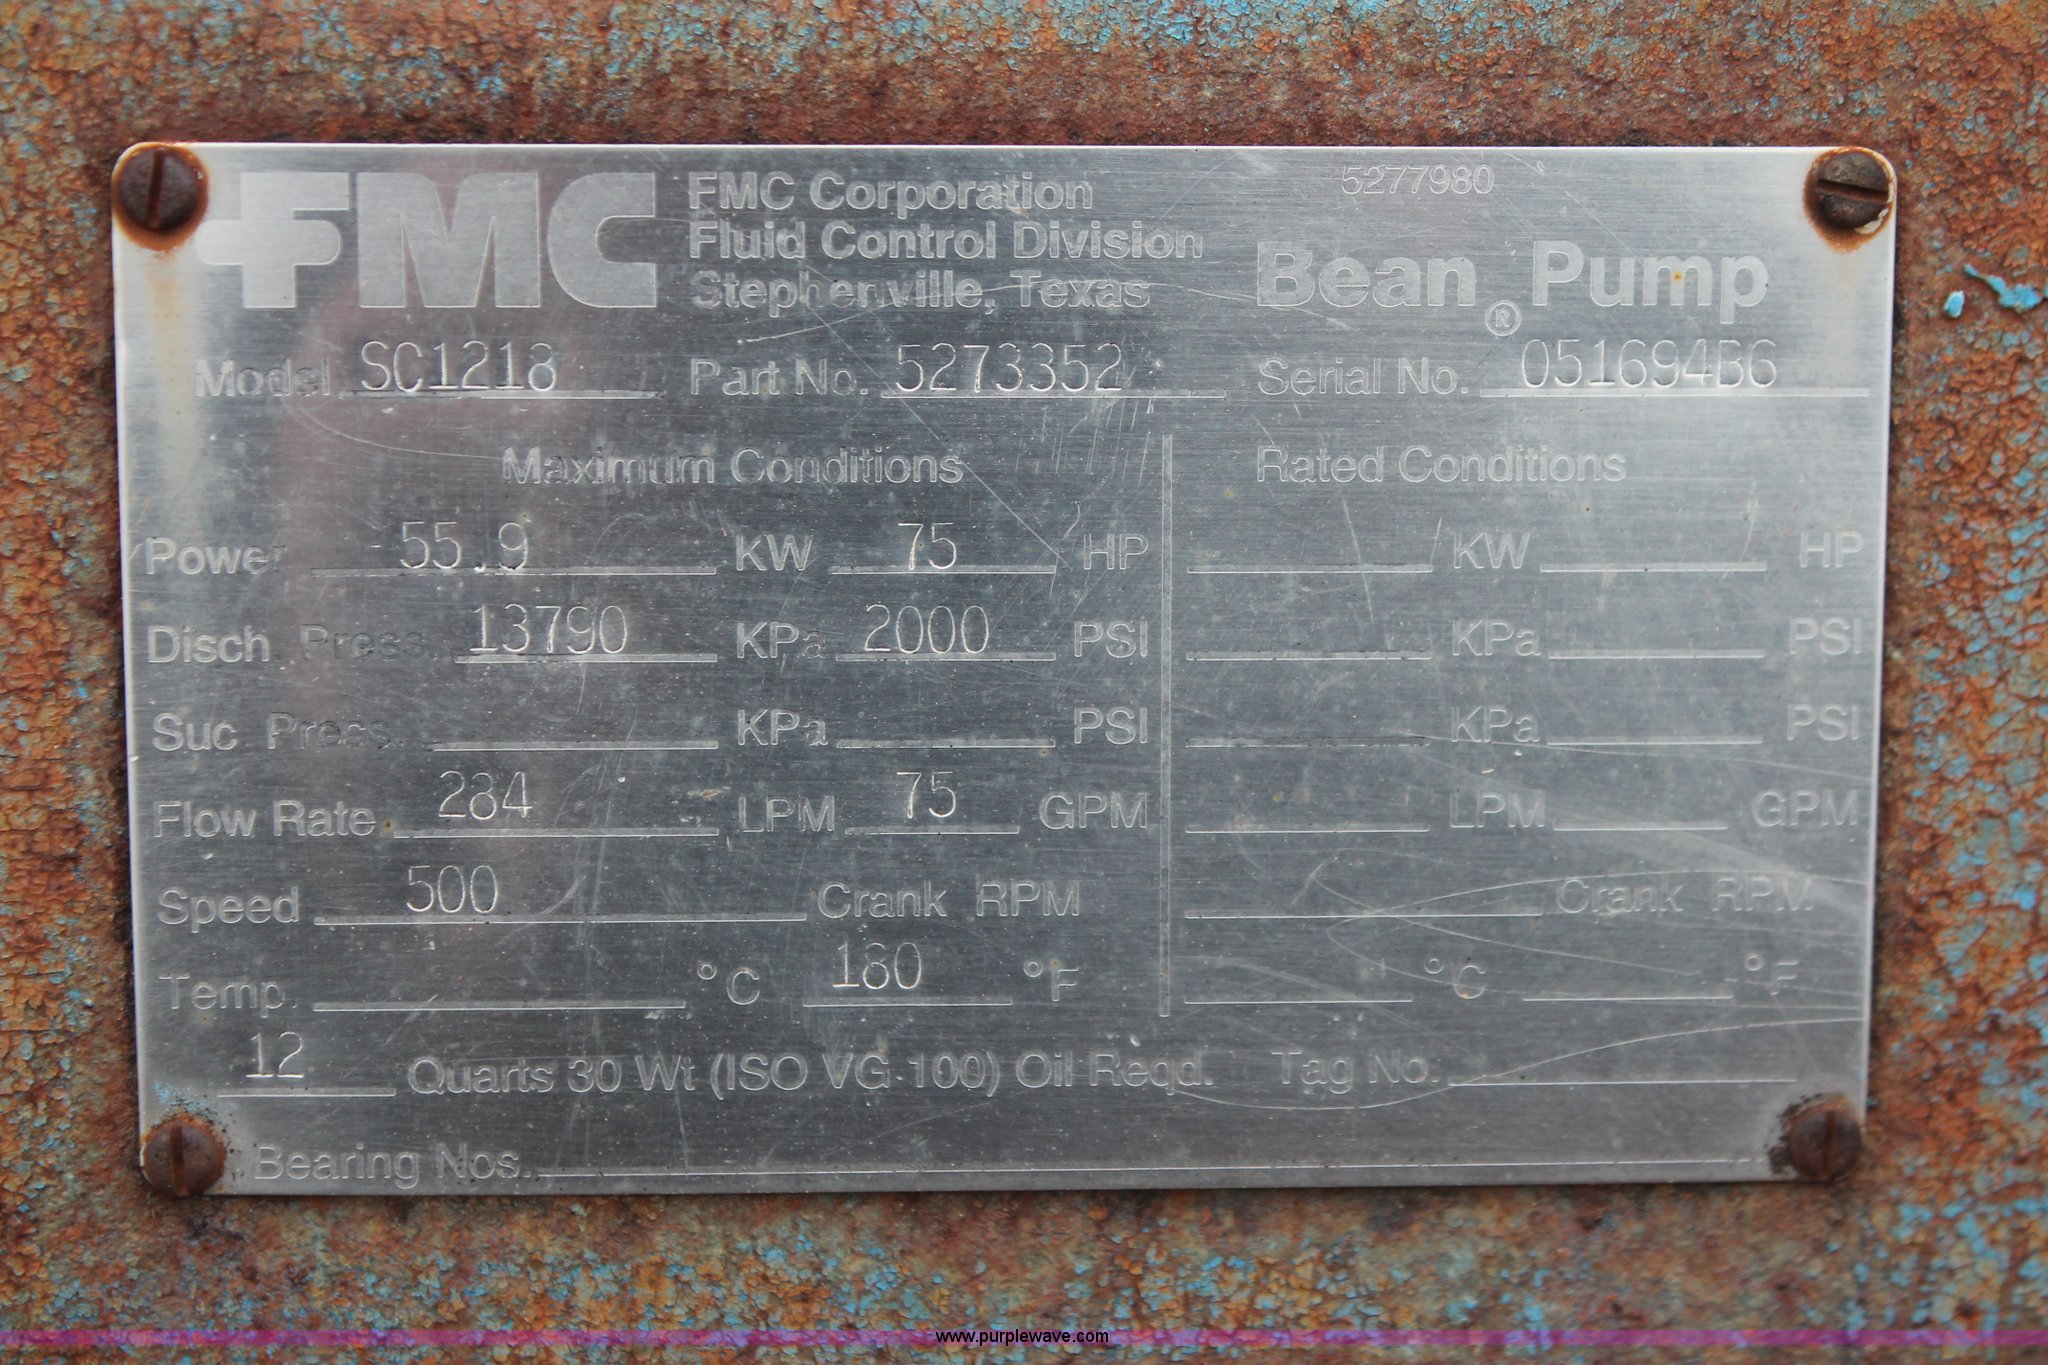 5277980
FMC FMC Corporation
Fluid Control Division
Stephenville, Texas
Bean® Pump
Model SC1218 Part No. 5273352 Serial No. 051694B6
Maximum Conditions Rated Conditions
Power 55.9 KW 75 HP KW HP
Disch. Press. 13790 KPa 2000 PSI KPa PSI
Suc. Press. KPa PSI KPa PSI
Flow Rate 284 LPM 75 GPM LPM GPM
Speed 500 Crank RPM Crank RPM
Temp. °C 180 °F °C °F
12 Quarts 30 Wt (ISO VG 100) Oil Reqd. Tag No.
Bearing Nos.
www.purplewave.com